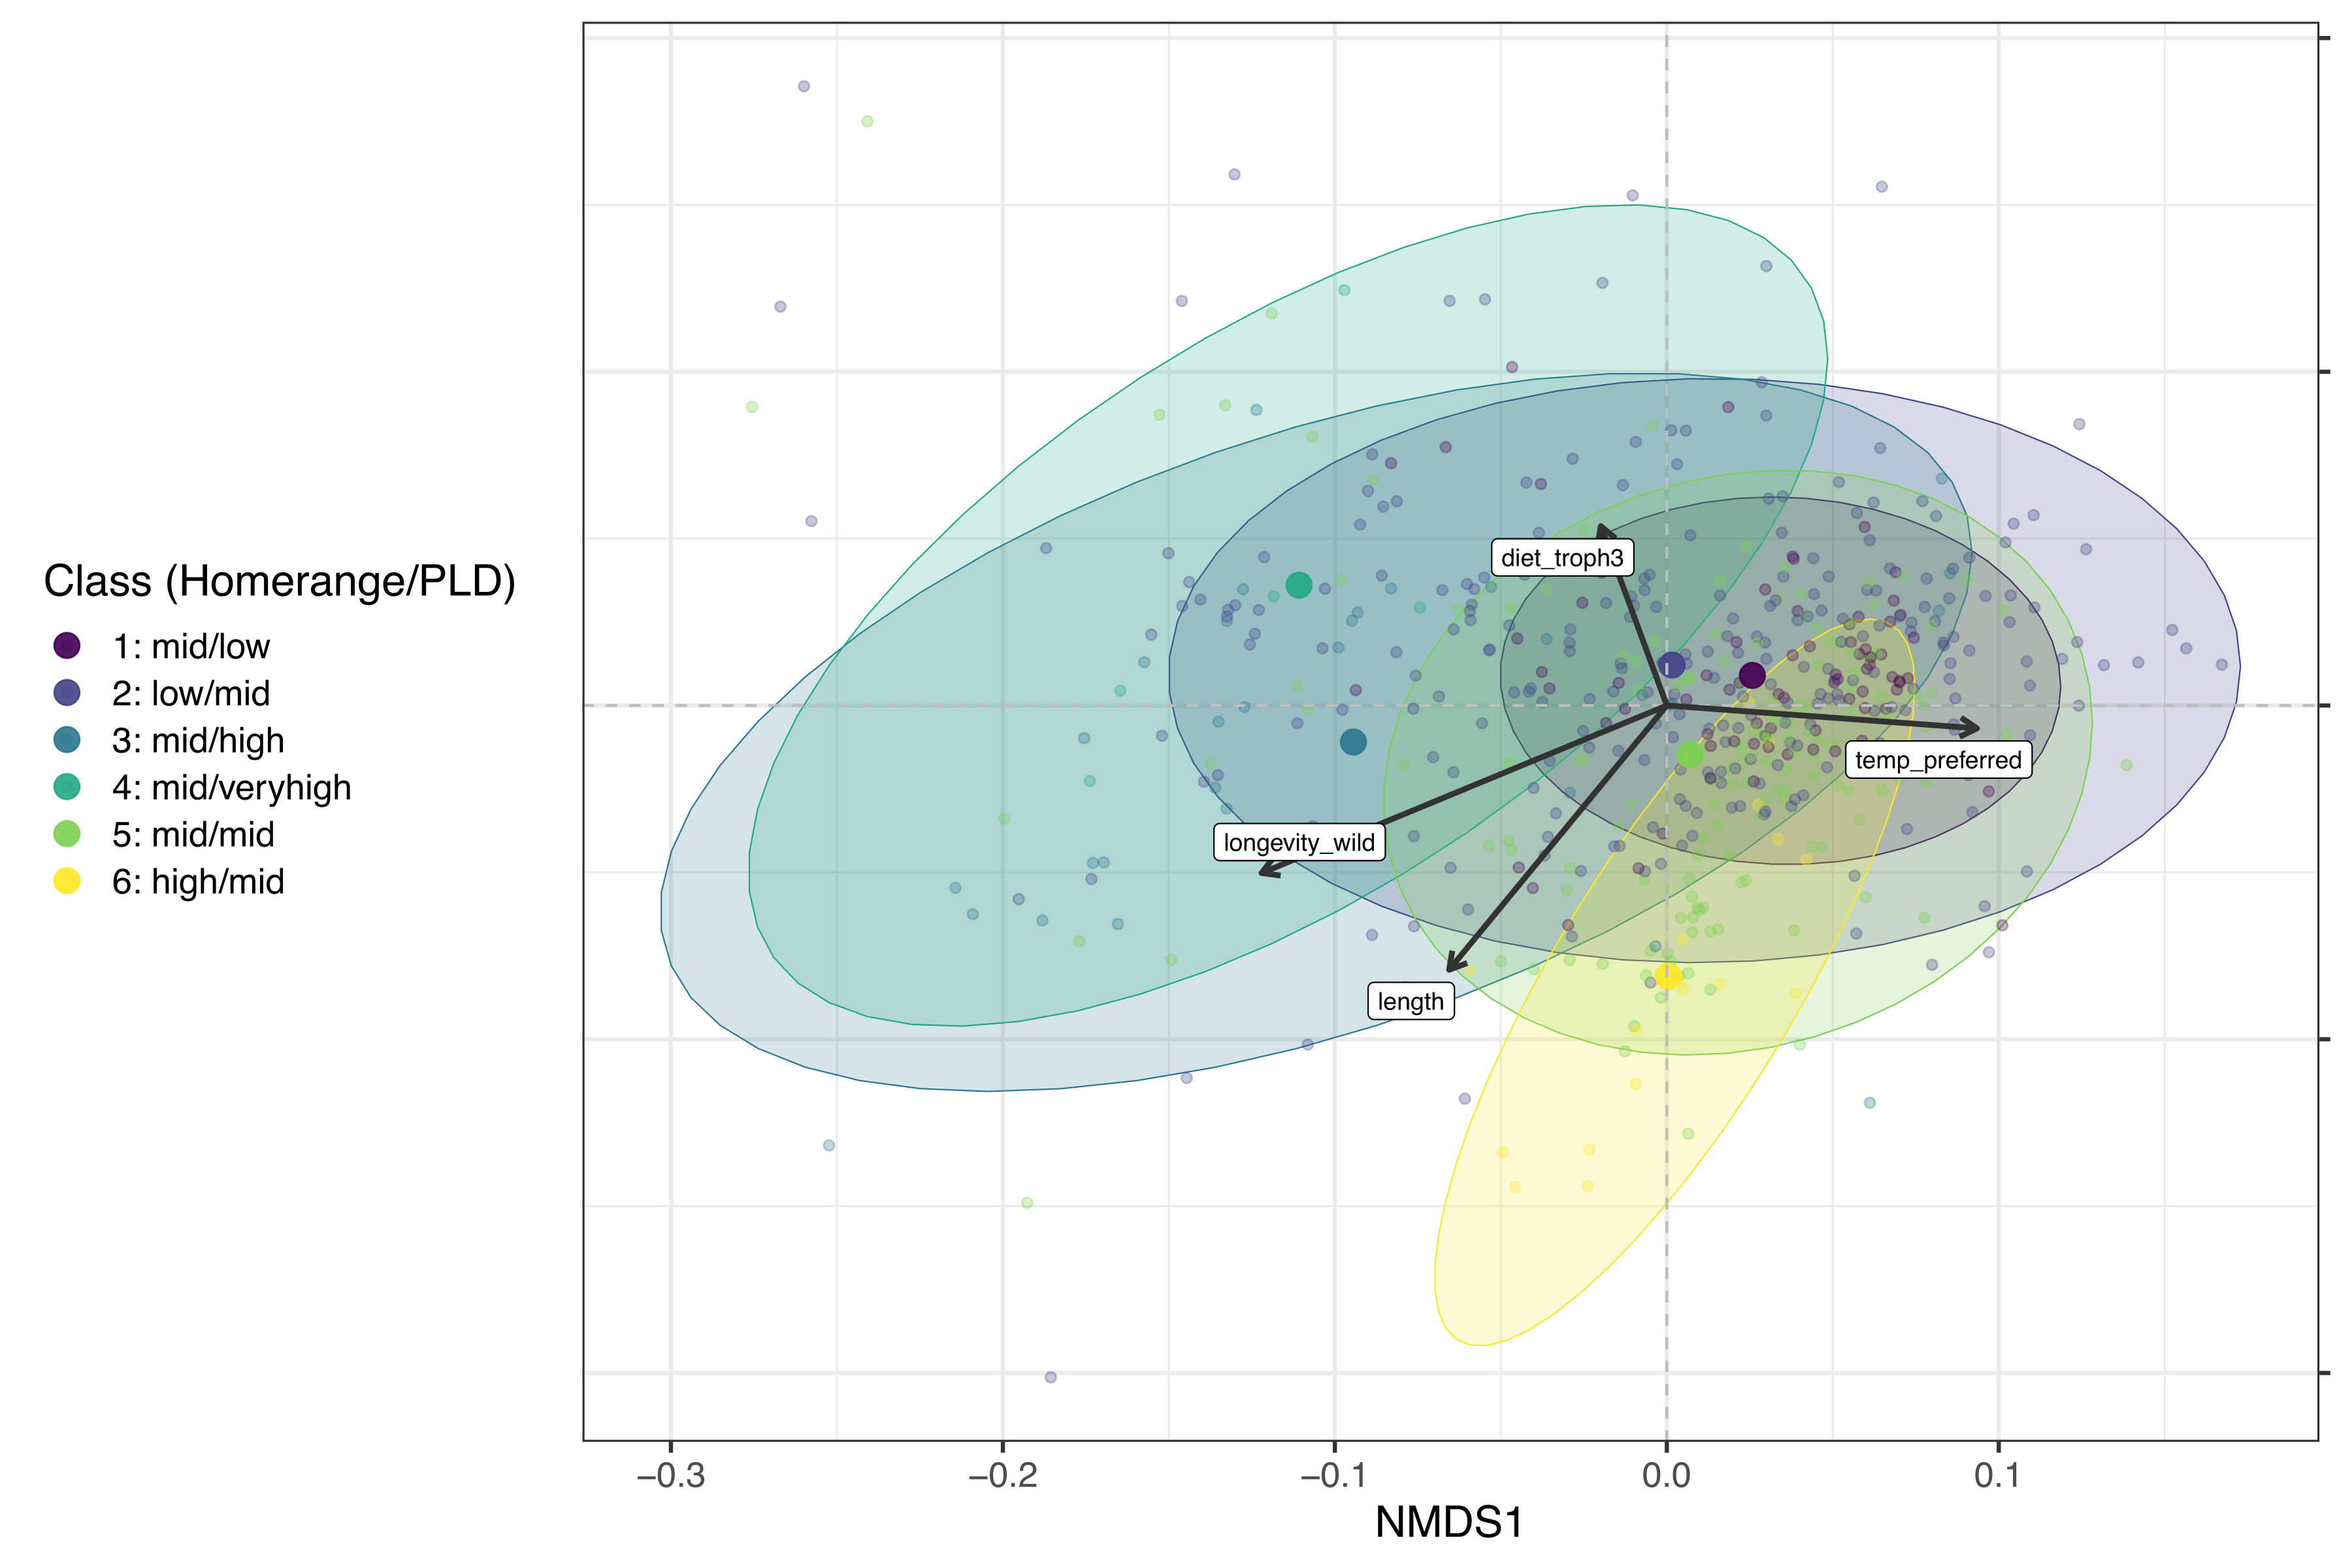 Class (Homerange/PLD)
1: mid/low
2: low/mid
3: mid/high
4: mid/veryhigh
5: mid/mid
6: high/mid
diet_troph3
temp_preferred
longevity_wild
length
−0.3
−0.2
−0.1
0.0
0.1
NMDS1